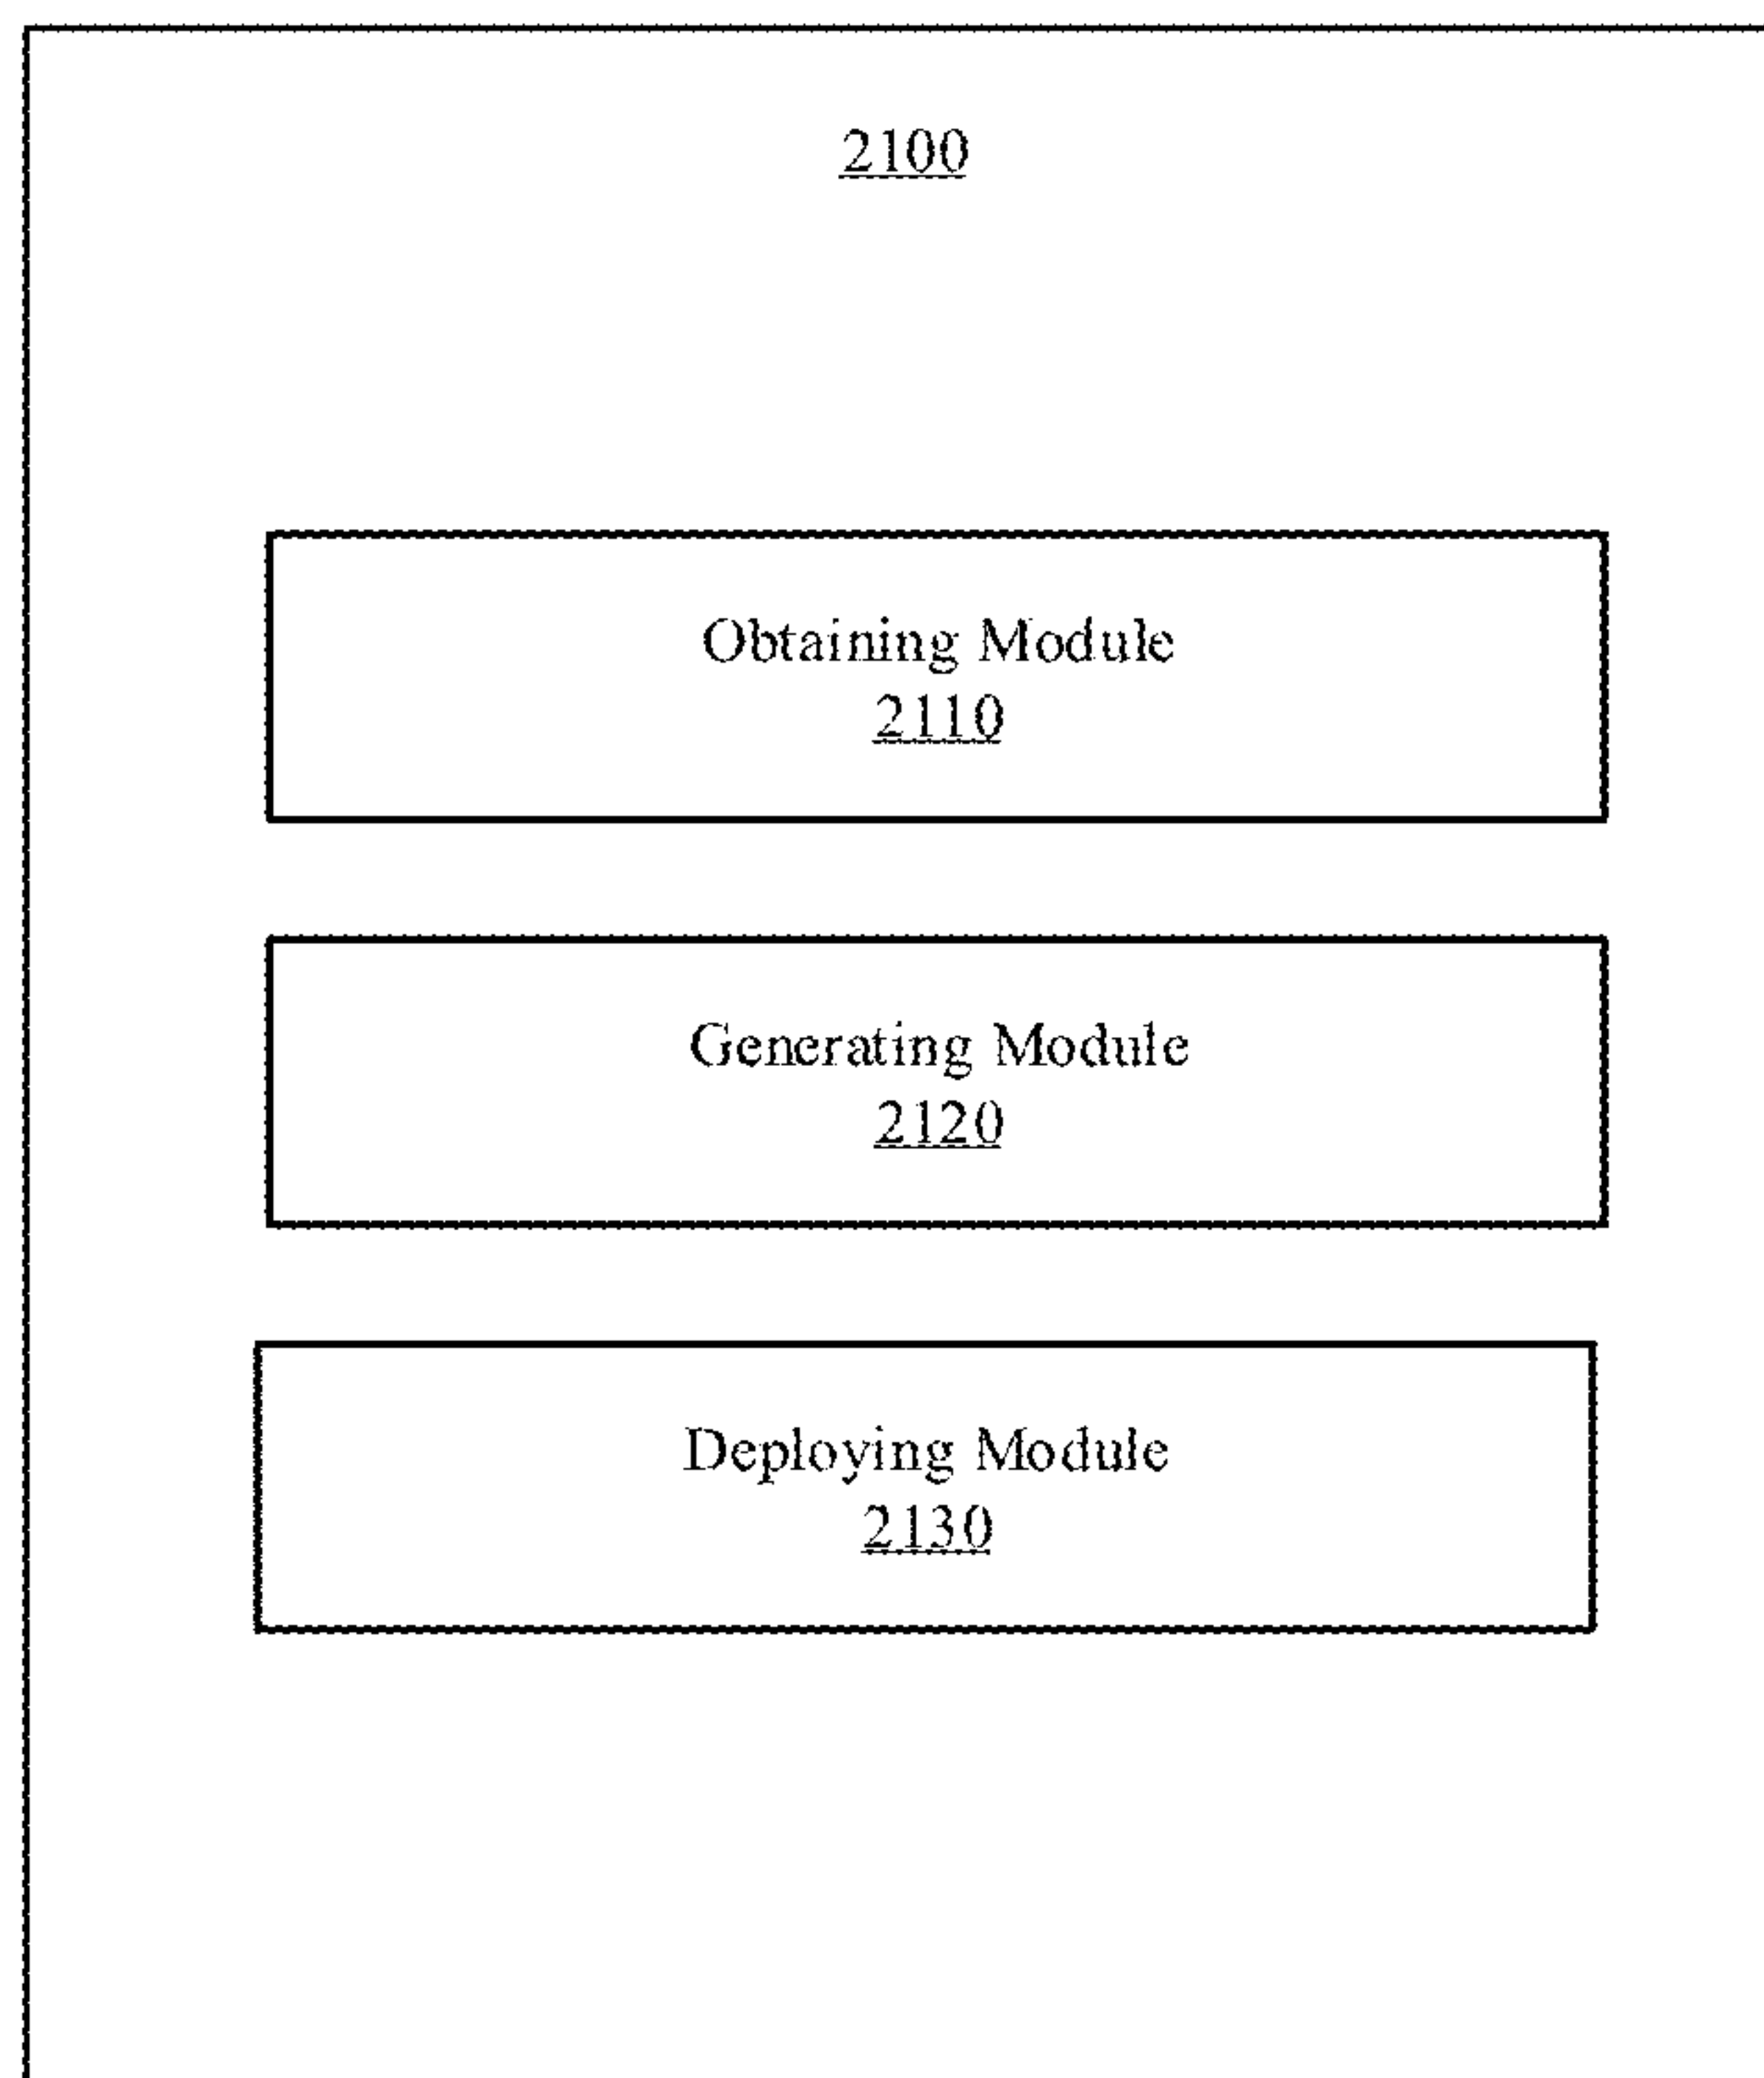 2100
Obtaining Module
2110
Generating Module
2120
Deploying Module
2130